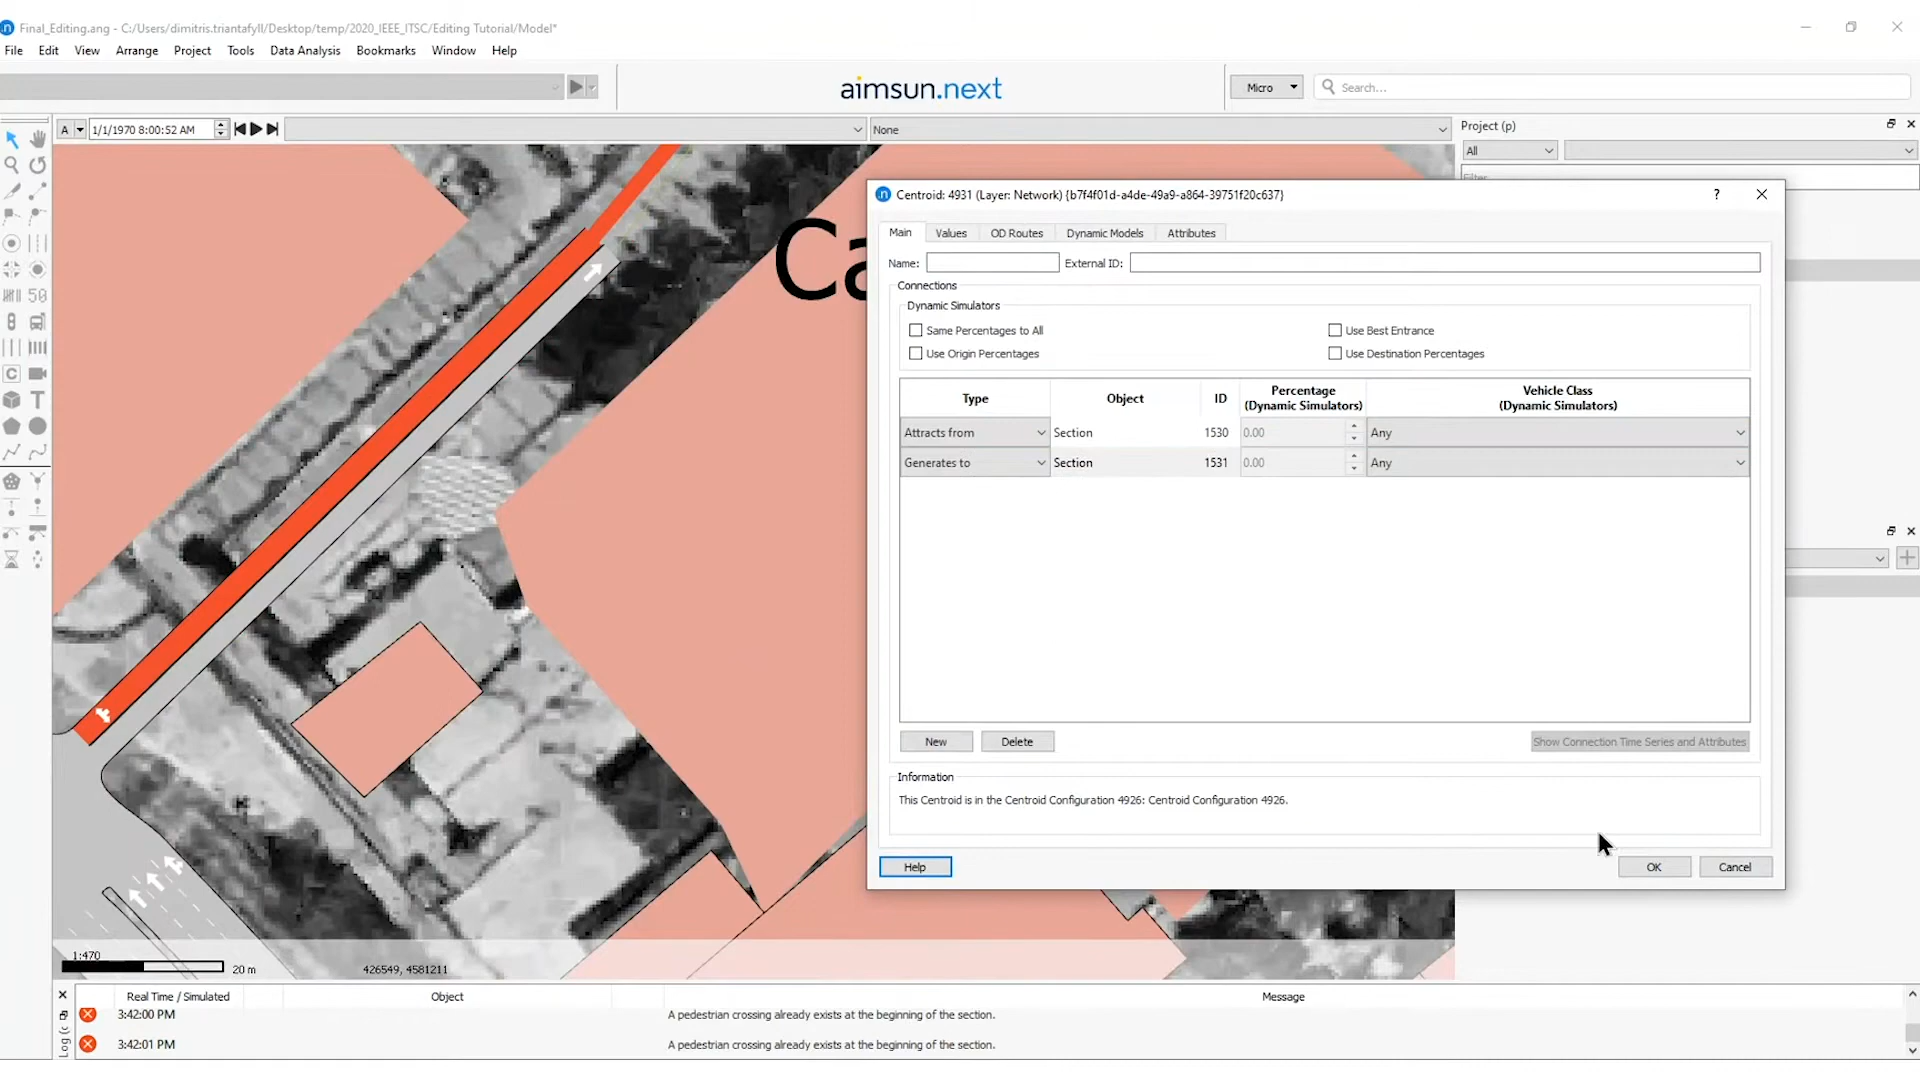 Final_Editing.ang - C:/Users/dimitris.triantafyll/Desktop/temp/2020_IEEE_ITSC/Editing Tutorial/Model*
File Edit View Arrange Project Tools Data Analysis Bookmarks Window Help
aimsun.next
Micro
Search...
A
1/1/1970 8:00:52 AM
None
Project (p)
All
Filter
Ca
Centroid: 4931 (Layer: Network) {b7f4f01d-a4de-49a9-a864-39751f20c637}
?
Main Values OD Routes Dynamic Models Attributes
Name: External ID:
Connections
Dynamic Simulators
Same Percentages to All Use Best Entrance
Use Origin Percentages Use Destination Percentages
Type Object ID Percentage (Dynamic Simulators) Vehicle Class (Dynamic Simulators)
Attracts from Section 1530 0.00 Any
Generates to Section 1531 0.00 Any
New Delete Show Connection Time Series and Attributes
Information
This Centroid is in the Centroid Configuration 4926: Centroid Configuration 4926.
Help OK Cancel
1:470
20 m
426549, 4581211
Real Time / Simulated Object Message
3:42:00 PM A pedestrian crossing already exists at the beginning of the section.
3:42:01 PM A pedestrian crossing already exists at the beginning of the section.
Log (c